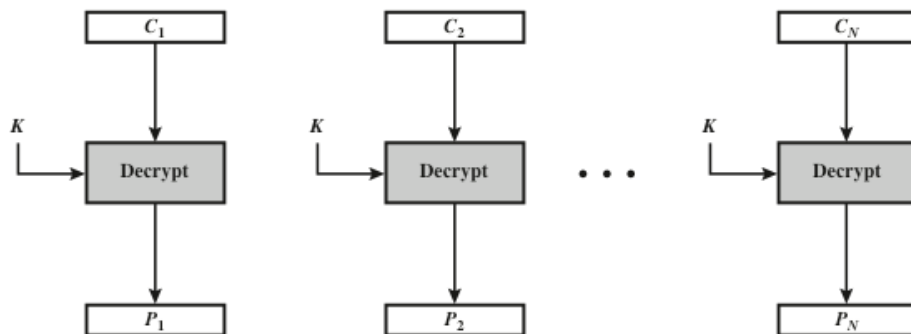 C1 C2 CN
K K K
Decrypt Decrypt . . . Decrypt
P1 P2 PN